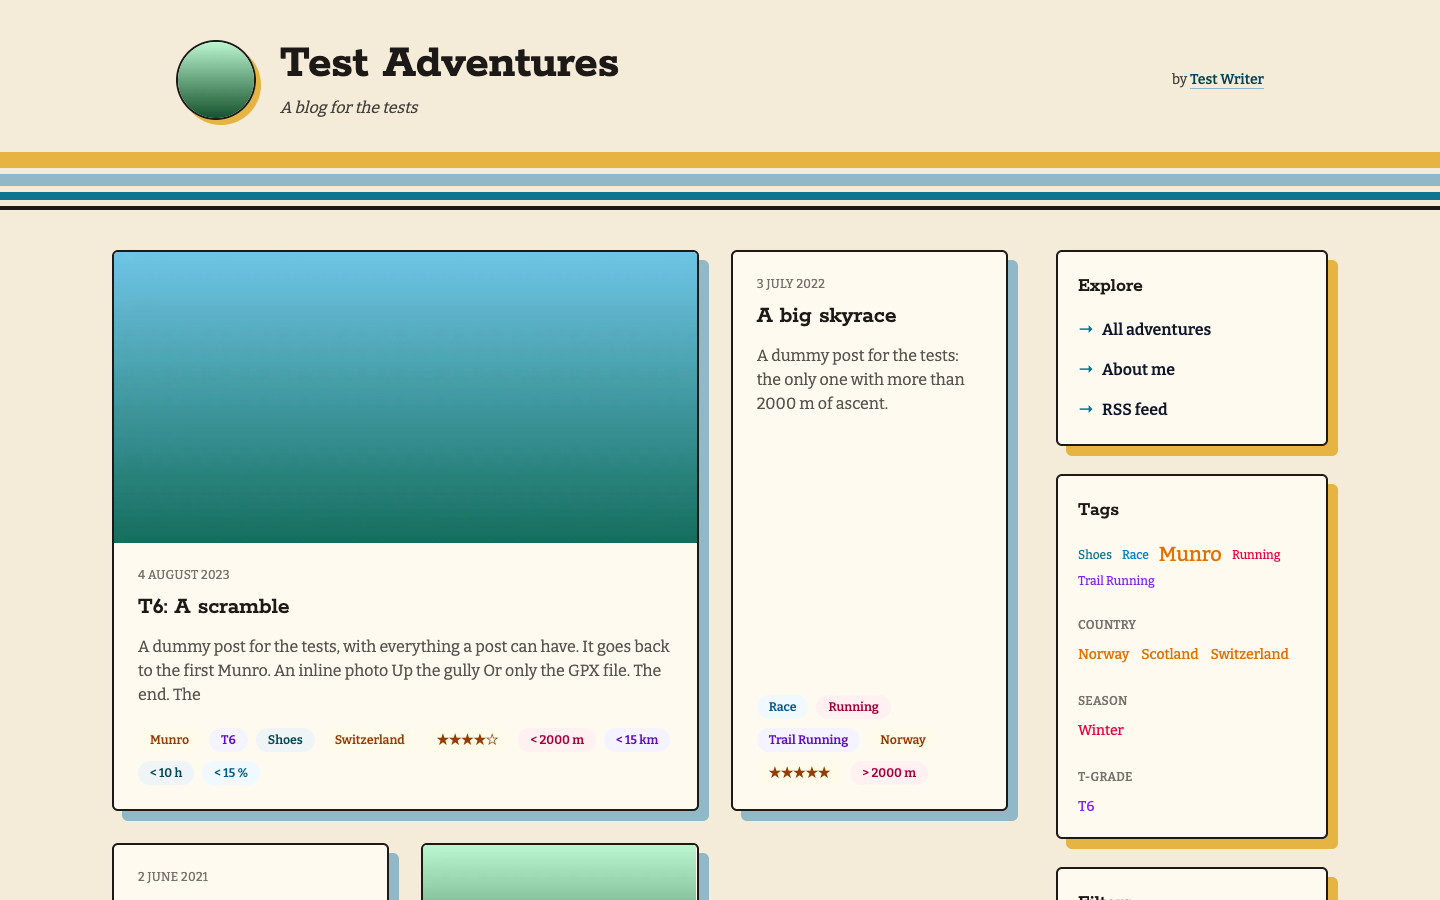 Test Adventures
A blog for the tests
by Test Writer
4 AUGUST 2023
T6: A scramble
A dummy post for the tests, with everything a post can have. It goes back
to the first Munro. An inline photo Up the gully Or only the GPX file. The
end. The
Munro T6 Shoes Switzerland ★★★★☆ < 2000 m < 15 km
< 10 h < 15 %
3 JULY 2022
A big skyrace
A dummy post for the tests:
the only one with more than
2000 m of ascent.
Race Running
Trail Running Norway
★★★★★ > 2000 m
2 JUNE 2021
Explore
→ All adventures
→ About me
→ RSS feed
Tags
Shoes Race Munro Running
Trail Running
COUNTRY
Norway Scotland Switzerland
SEASON
Winter
T-GRADE
T6